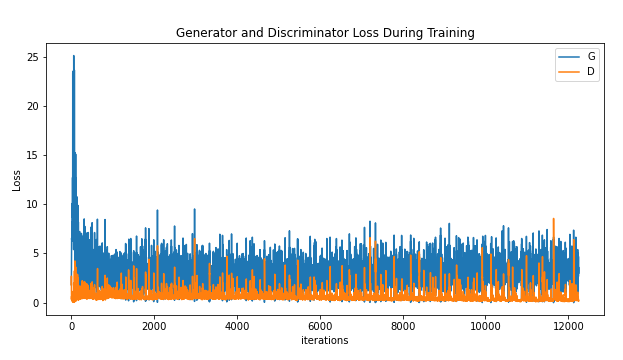 Generator and Discriminator Loss During Training
G
D
25
20
15
10
5
0
Loss
0 2000 4000 6000 8000 10000 12000
iterations